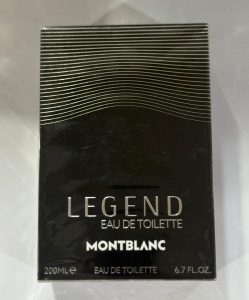 LEGEND
EAU DE TOILETTE
MONTBLANC
200ML ℮ EAU DE TOILETTE 6.7 FL.OZ.